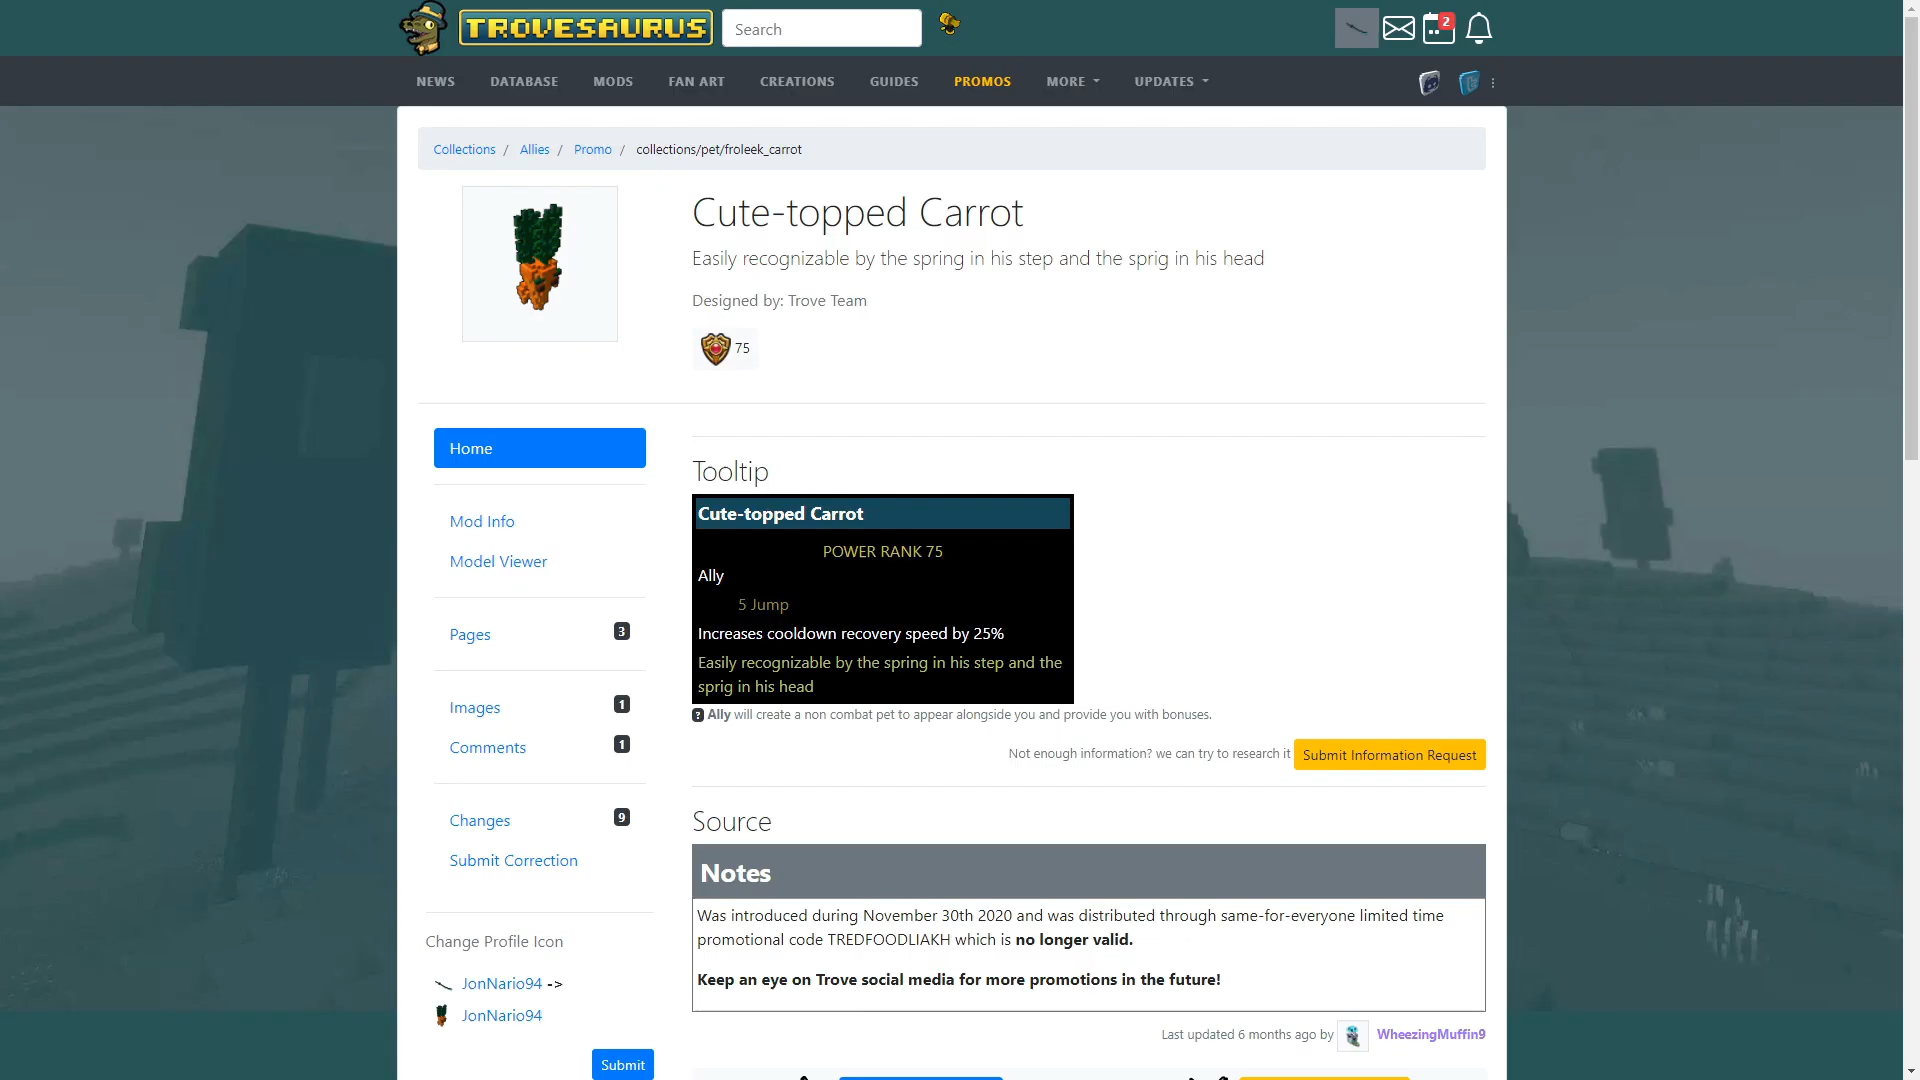 TROVESAURUS
Search
2
NEWS DATABASE MODS FAN ART CREATIONS GUIDES PROMOS MORE UPDATES
Collections / Allies / Promo / collections/pet/froleek_carrot
Cute-topped Carrot
Easily recognizable by the spring in his step and the sprig in his head
Designed by: Trove Team
75
Home
Mod Info
Model Viewer
Pages 3
Images 1
Comments 1
Changes 9
Submit Correction
Change Profile Icon
JonNario94 ->
JonNario94
Submit
Tooltip
Cute-topped Carrot
POWER RANK 75
Ally
5 Jump
Increases cooldown recovery speed by 25%
Easily recognizable by the spring in his step and the
sprig in his head
? Ally will create a non combat pet to appear alongside you and provide you with bonuses.
Not enough information? we can try to research it Submit Information Request
Source
Notes
Was introduced during November 30th 2020 and was distributed through same-for-everyone limited time
promotional code TREDFOODLIAKH which is no longer valid.
Keep an eye on Trove social media for more promotions in the future!
Last updated 6 months ago by WheezingMuffin9